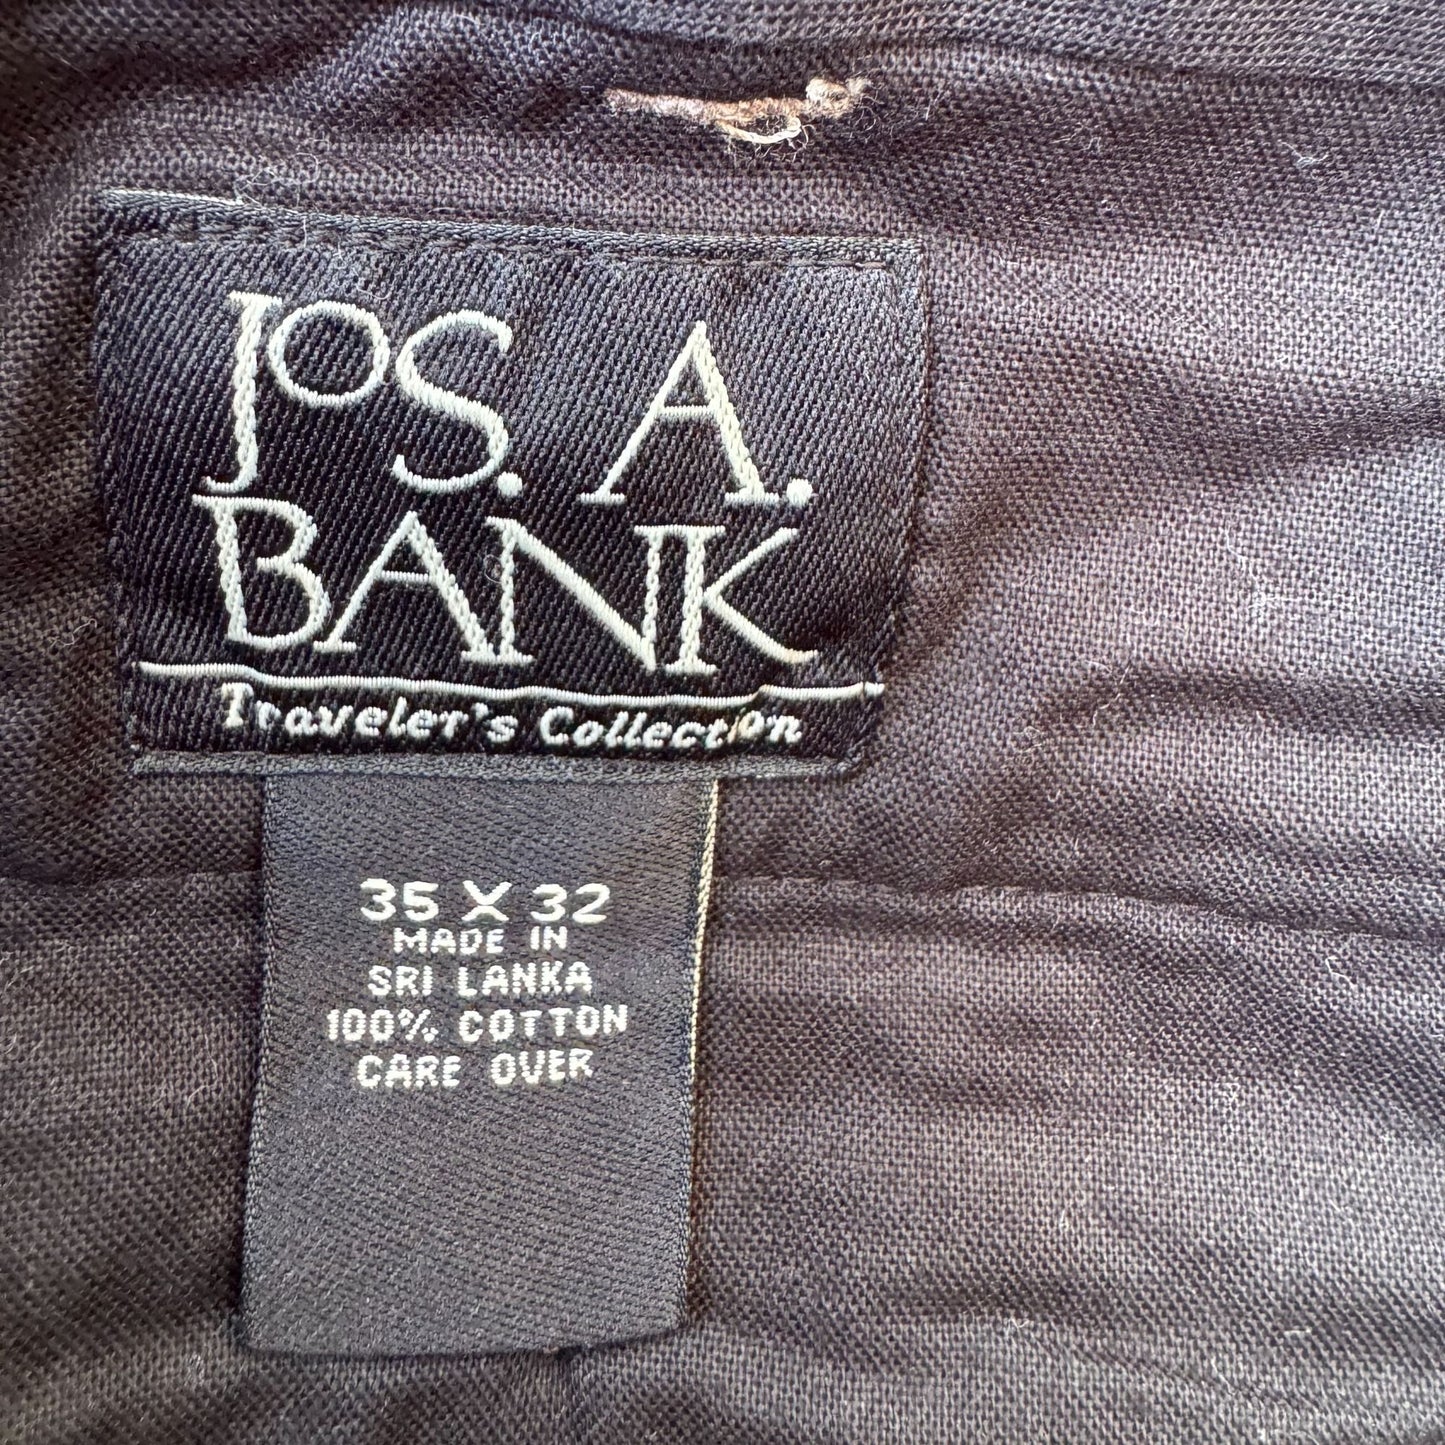 JOS. A.
BANK
Traveler's Collection
35 X 32
MADE IN
SRI LANKA
100% COTTON
CARE OVER